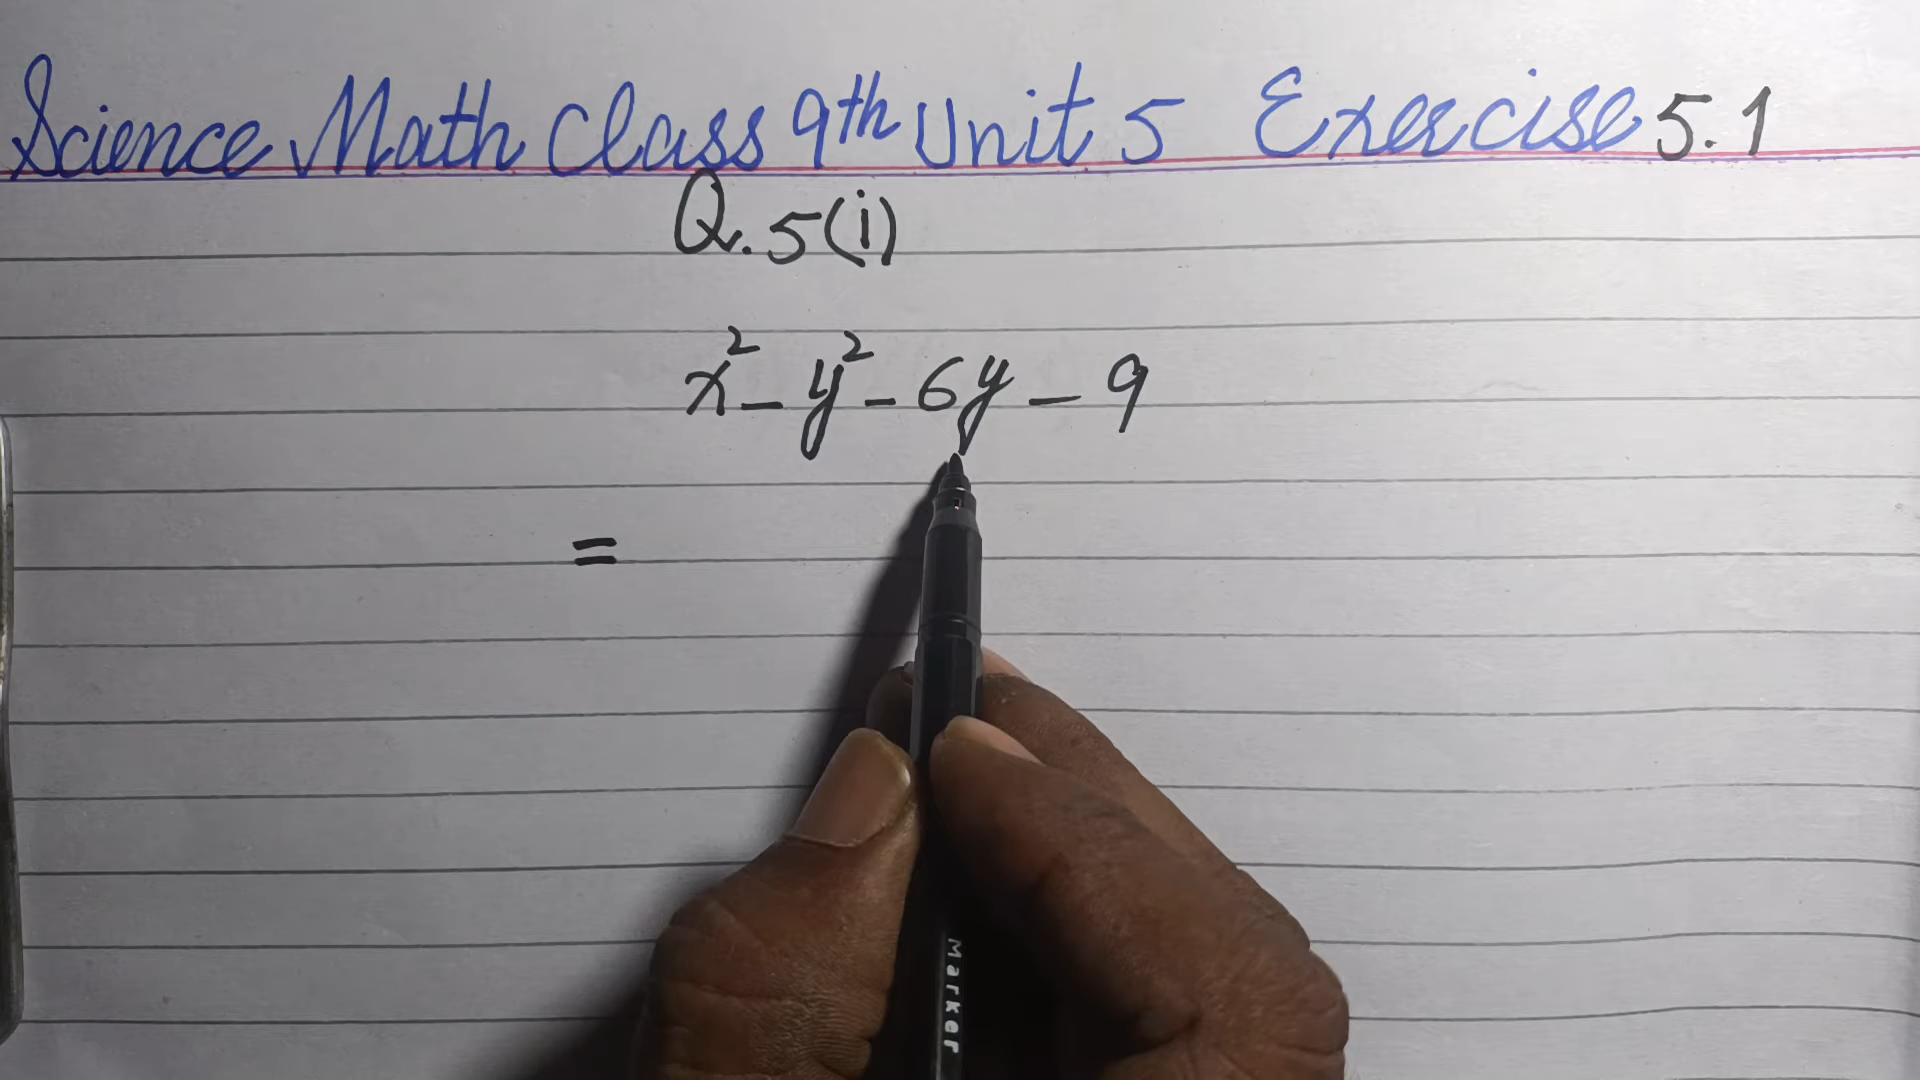 Science Math Class 9th Unit 5 Exercise 5.1
Q.5(i)
x² - y² - 6y - 9
=
Marker